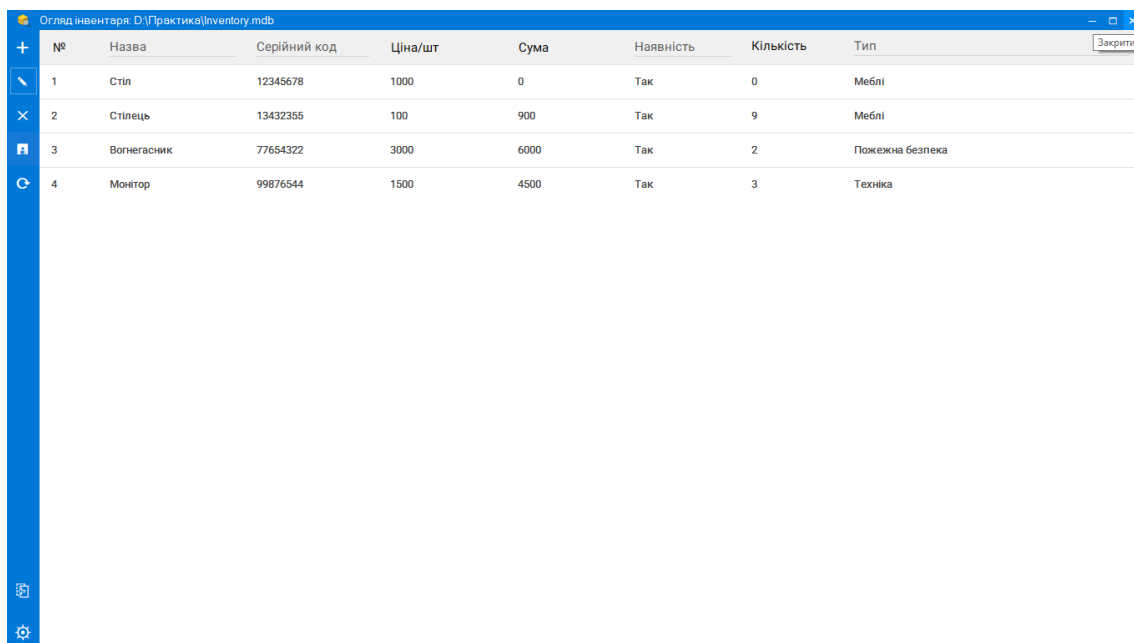 Огляд інвентаря: D:\Практика\Inventory.mdb
№ Назва Серійний код Ціна/шт Сума Наявність Кількість Тип
Закрити
1 Стіл 12345678 1000 0 Так 0 Меблі
2 Стілець 13432355 100 900 Так 9 Меблі
3 Вогнегасник 77654322 3000 6000 Так 2 Пожежна безпека
4 Монітор 99876544 1500 4500 Так 3 Техніка